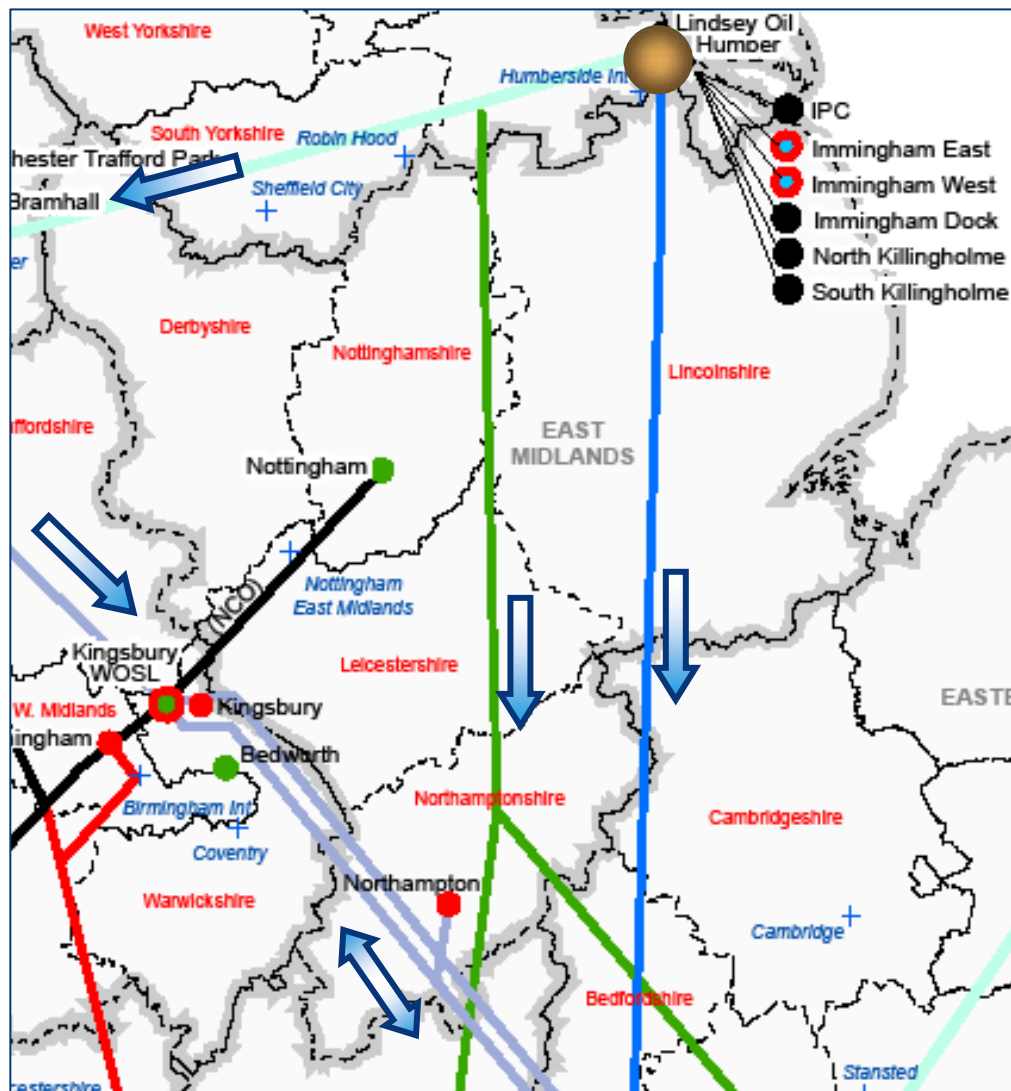 West Yorkshire
Lindsey Oil
Humber
Humberside Int
IPC
South Yorkshire
Robin Hood
hester Trafford Park
Immingham East
Sheffield City
Immingham West
Bramhall
Immingham Dock
North Killingholme
er
South Killingholme
Derbyshire
Nottinghamshire
Lincolnshire
ffordshire
EAST
MIDLANDS
Nottingham
Nottingham
East Midlands
(NCO)
Kingsbury
WOSL
Leicestershire
EASTE
W. Midlands
Kingsbury
ingham
Bedworth
Birmingham Int
Northamptonshire
Cambridgeshire
Coventry
Northampton
Warwickshire
Cambridge
Bedfordshire
Stansted
cestershire